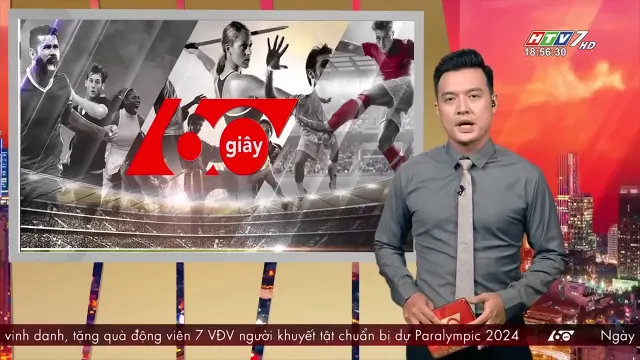 HTV7 HD
18:56:30
60 giây
vinh danh, tặng quà động viên 7 VĐV người khuyết tật chuẩn bị dự Paralympic 2024 60 Ngày